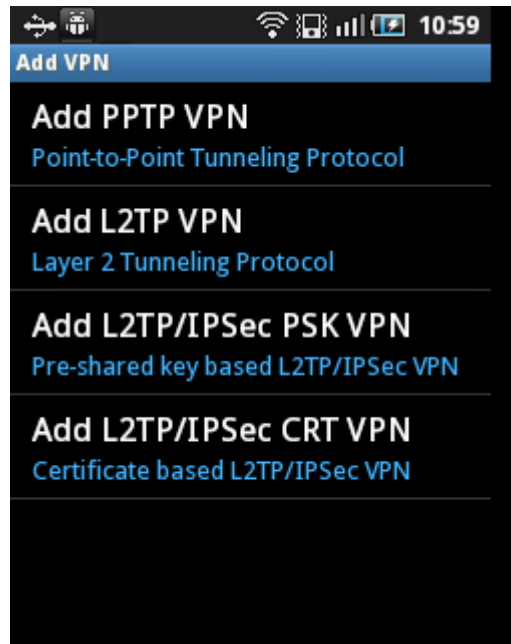 10:59
Add VPN
Add PPTP VPN
Point-to-Point Tunneling Protocol
Add L2TP VPN
Layer 2 Tunneling Protocol
Add L2TP/IPSec PSK VPN
Pre-shared key based L2TP/IPSec VPN
Add L2TP/IPSec CRT VPN
Certificate based L2TP/IPSec VPN